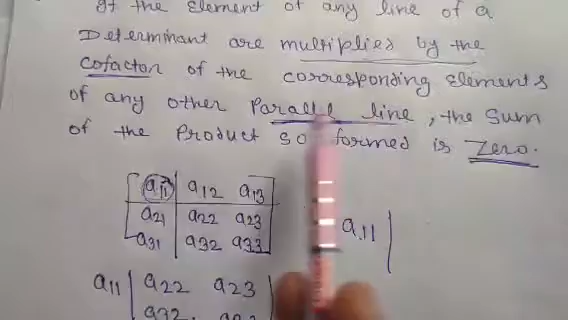 If the Element of any line of a
Determinant are multiplied by the
cofactor of the corresponding Elements
of any other Parallel line, the Sum
of the Product so formed is Zero.
a11 a12 a13
a21 a22 a23 a11
a31 a32 a33
a11 a22 a23
a32